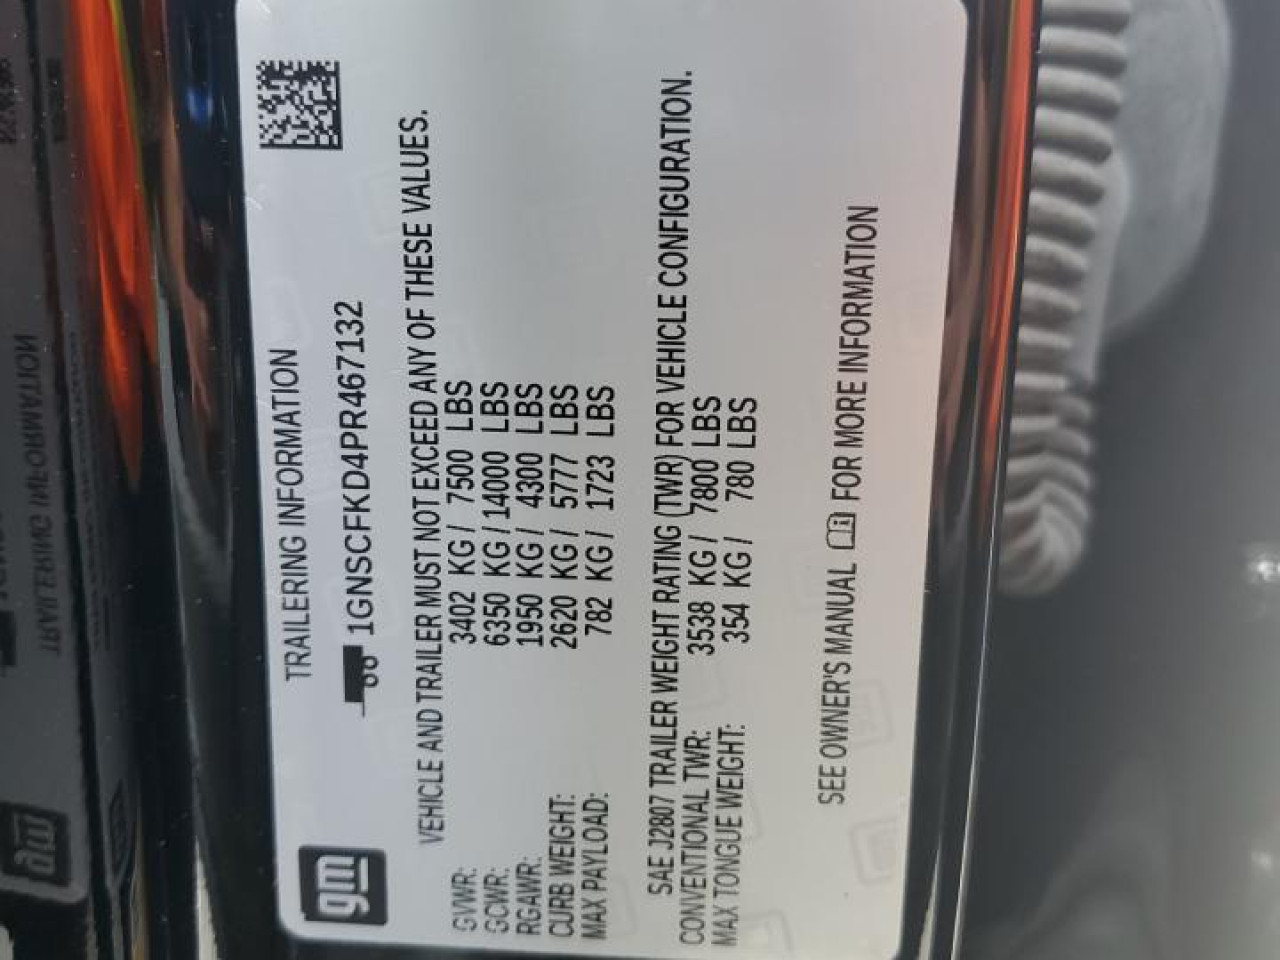 gm
TRAILERING INFORMATION
1GNSCFKD4PR467132
VEHICLE AND TRAILER MUST NOT EXCEED ANY OF THESE VALUES.
GVWR: 3402 KG / 7500 LBS
GCWR: 6350 KG / 14000 LBS
RGAWR: 1950 KG / 4300 LBS
CURB WEIGHT: 2620 KG / 5777 LBS
MAX PAYLOAD: 782 KG / 1723 LBS
SAE J2807 TRAILER WEIGHT RATING (TWR) FOR VEHICLE CONFIGURATION.
CONVENTIONAL TWR: 3538 KG / 7800 LBS
MAX TONGUE WEIGHT: 354 KG / 780 LBS
SEE OWNER'S MANUAL FOR MORE INFORMATION